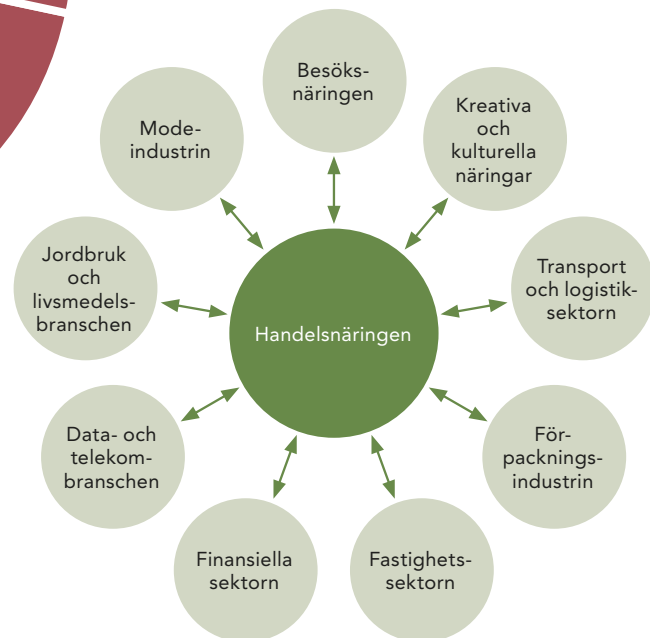 Besöks-
näringen
Kreativa
och
kulturella
näringar
Transport
och logistik-
sektorn
För-
packnings-
industrin
Fastighets-
sektorn
Finansiella
sektorn
Data- och
telekom-
branschen
Jordbruk
och
livsmedels-
branschen
Mode-
industrin
Handelsnäringen